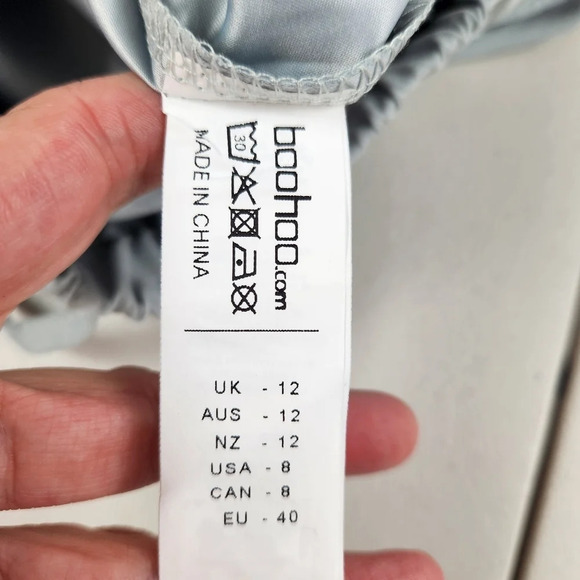 boohoo.com
30
MADE IN CHINA
UK - 12
AUS - 12
NZ - 12
USA - 8
CAN - 8
EU - 40